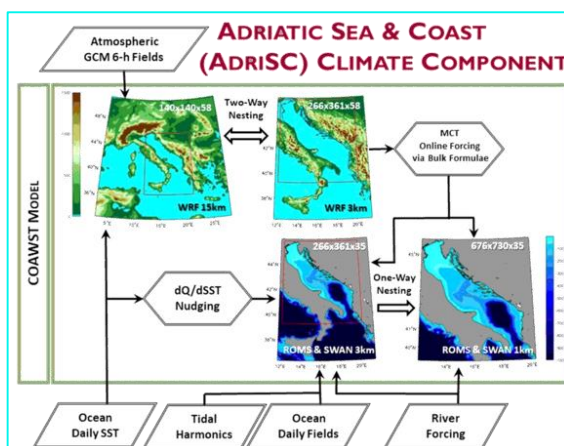 ADRIATIC SEA & COAST
(ADRISC) CLIMATE COMPONENT
Atmospheric
GCM 6-h Fields
COAWST MODEL
140x140x58
WRF 15km
Two-Way
Nesting
266x361x58
WRF 3km
MCT
Online Forcing
via Bulk Formulae
dQ/dSST
Nudging
266x361x35
ROMS & SWAN 3km
One-Way
Nesting
676x730x35
ROMS & SWAN 1km
Ocean
Daily SST
Tidal
Harmonics
Ocean
Daily Fields
River
Forcing